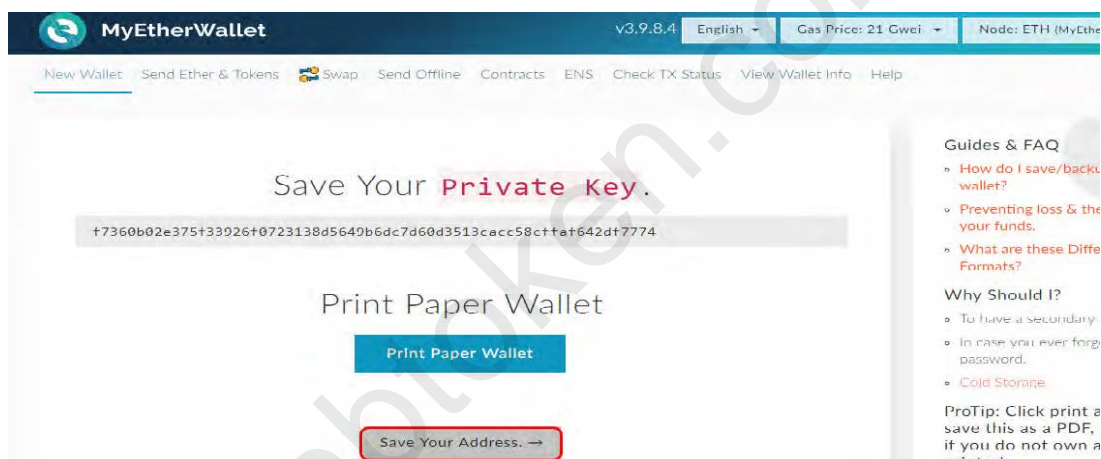 MyEtherWallet
v3.9.8.4 English Gas Price: 21 Gwei Node: ETH (MyEthe
New Wallet Send Ether & Tokens Swap Send Offline Contracts ENS Check TX Status View Wallet Info Help
Save Your Private Key.
f7360b02e375f33926f0723138d5649b6dc7d60d3513cacc58cffaf642df7774
Print Paper Wallet
Print Paper Wallet
Save Your Address. →
Guides & FAQ
How do I save/backu
wallet?
Preventing loss & the
your funds.
What are these Diffe
Formats?
Why Should I?
To have a secondary
In case you ever forge
password.
Cold Storage
ProTip: Click print a
save this as a PDF,
if you do not own a